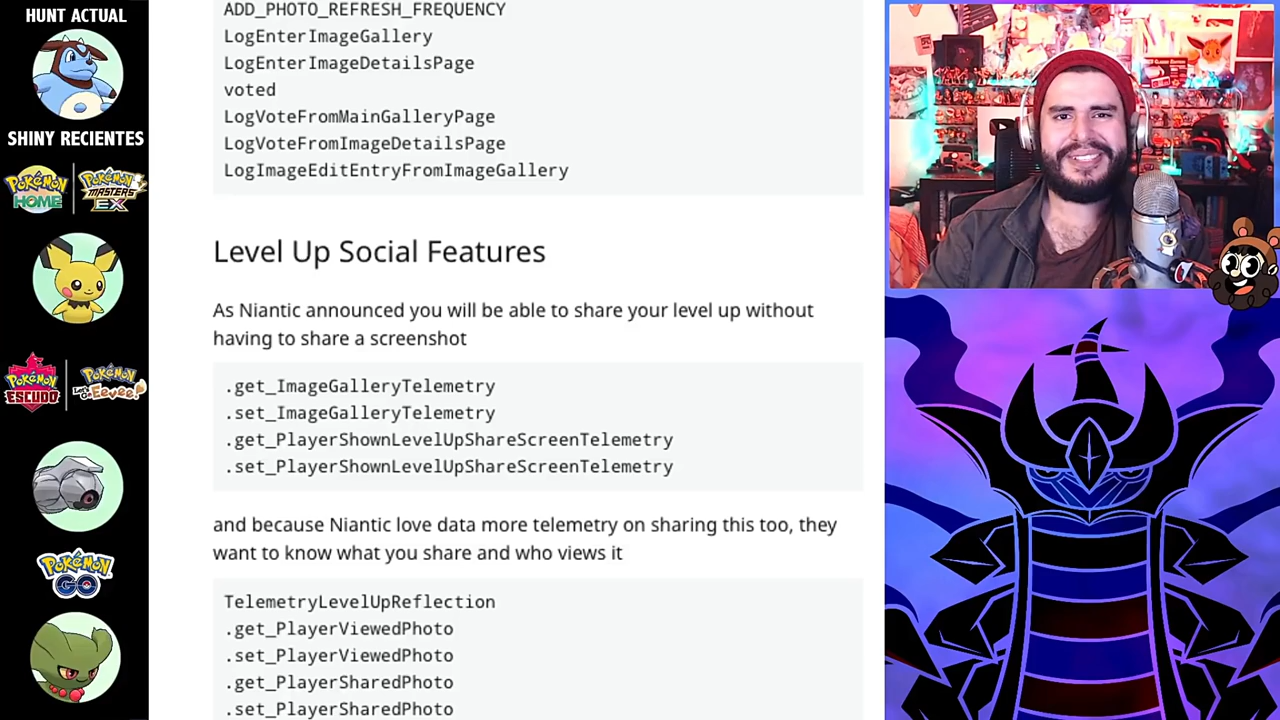 HUNT ACTUAL
SHINY RECIENTES
POKÉMON
HOME
POKÉMON
MASTERS
EX
POKÉMON
ESCUDO
POKÉMON
Let's Go
Eevee!
POKÉMON
GO
ADD_PHOTO_REFRESH_FREQUENCY
LogEnterImageGallery
LogEnterImageDetailsPage
voted
LogVoteFromMainGalleryPage
LogVoteFromImageDetailsPage
LogImageEditEntryFromImageGallery
Level Up Social Features
As Niantic announced you will be able to share your level up without
having to share a screenshot
.get_ImageGalleryTelemetry
.set_ImageGalleryTelemetry
.get_PlayerShownLevelUpShareScreenTelemetry
.set_PlayerShownLevelUpShareScreenTelemetry
and because Niantic love data more telemetry on sharing this too, they
want to know what you share and who views it
TelemetryLevelUpReflection
.get_PlayerViewedPhoto
.set_PlayerViewedPhoto
.get_PlayerSharedPhoto
.set_PlayerSharedPhoto